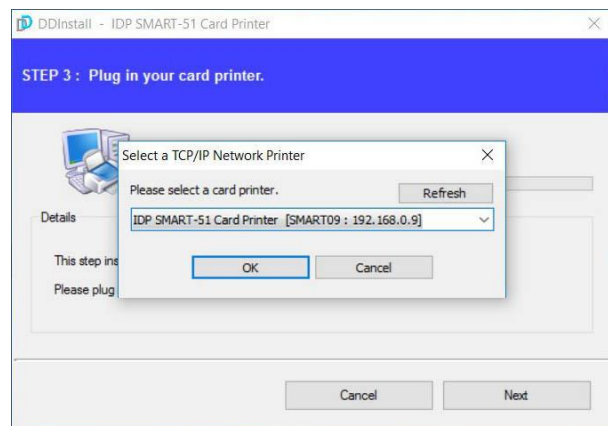 DDInstall - IDP SMART-51 Card Printer
STEP 3 : Plug in your card printer.
Select a TCP/IP Network Printer
Please select a card printer.
Refresh
IDP SMART-51 Card Printer [SMART09 : 192.168.0.9]
OK
Cancel
Details
This step ins
Please plug
Cancel
Next